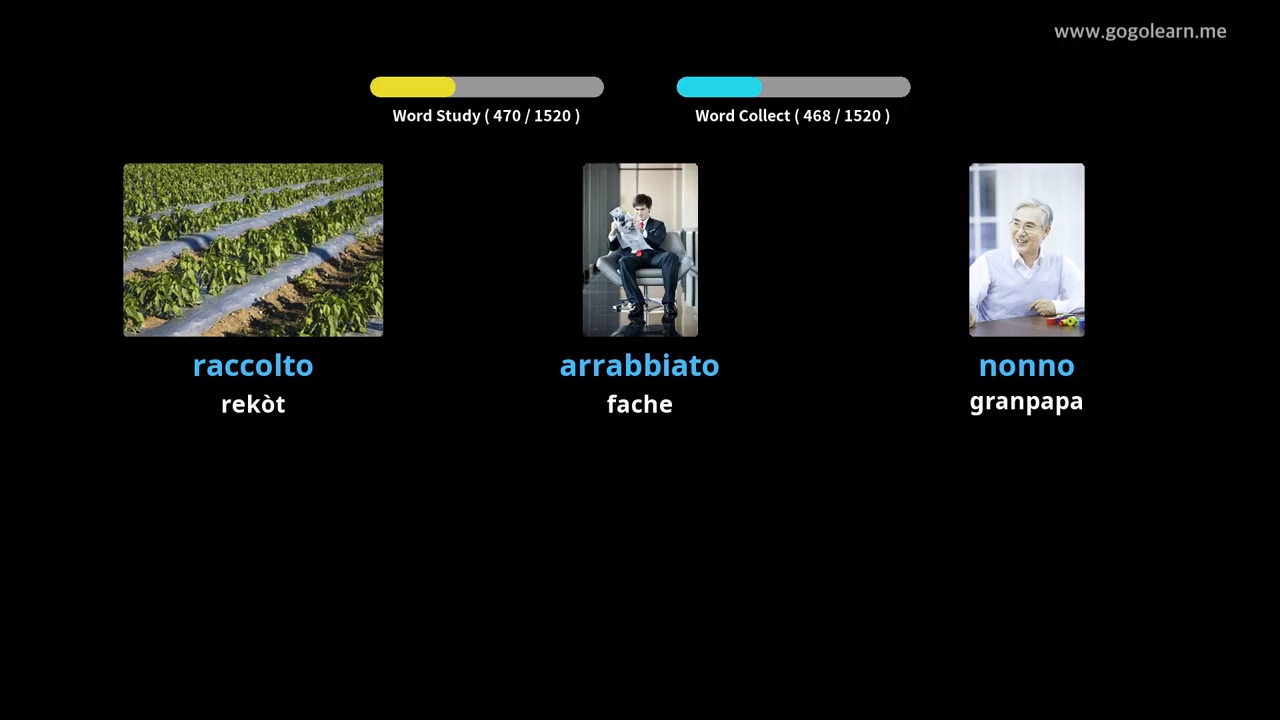 www.gogolearn.me
Word Study ( 470 / 1520 )
Word Collect ( 468 / 1520 )
raccolto
arrabbiato
nonno
rekòt
fache
granpapa